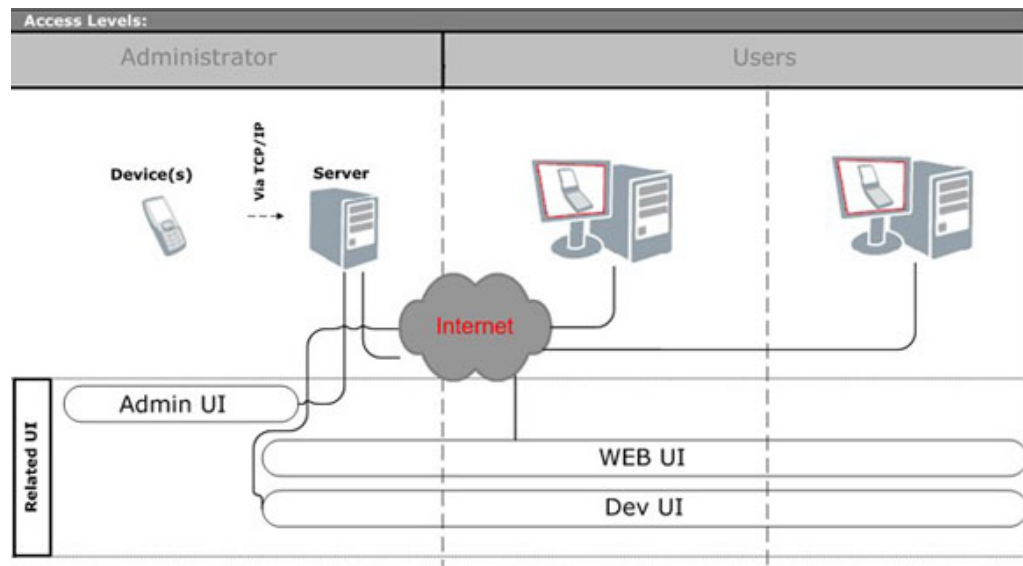 Access Levels:
Administrator
Users
Via TCP/IP
Device(s)
Server
Internet
Related UI
Admin UI
WEB UI
Dev UI